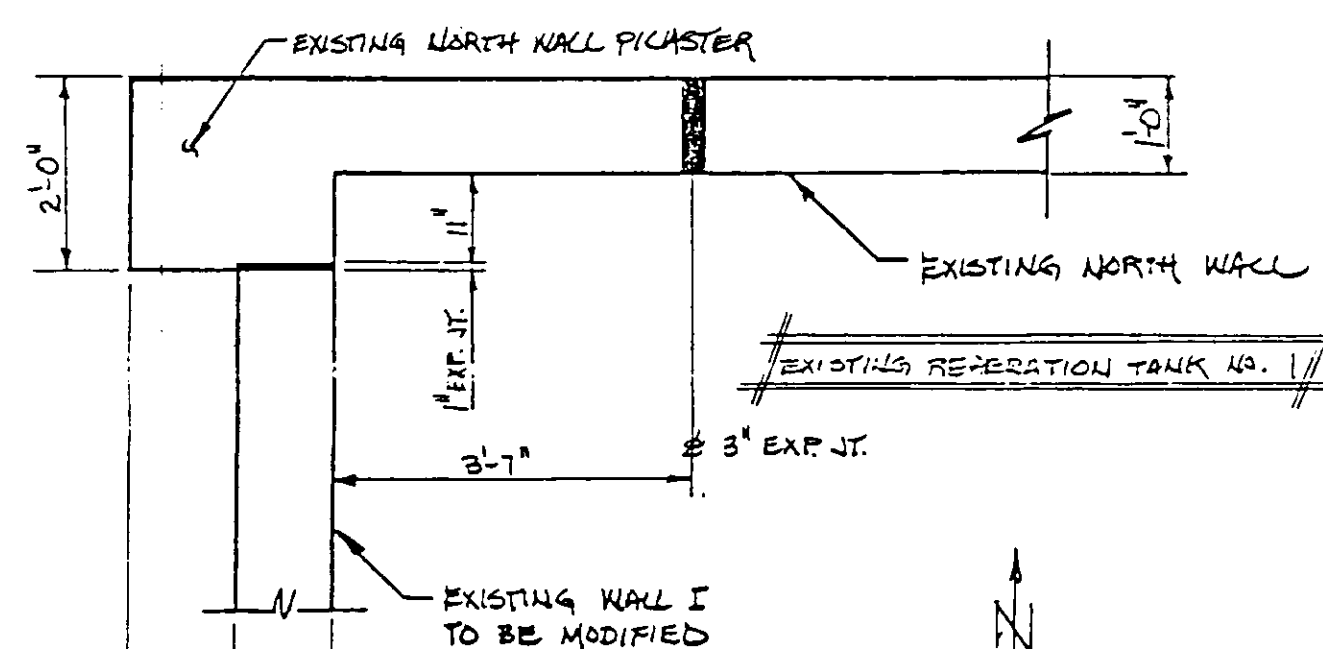 EXISTING NORTH WALL PILASTER
2'-0"
1'-0"
11"
EXISTING NORTH WALL
1" EXP. JT.
EXISTING REAERATION TANK NO. 1
℄ 3" EXP. JT.
3'-7"
EXISTING WALL I
TO BE MODIFIED
N